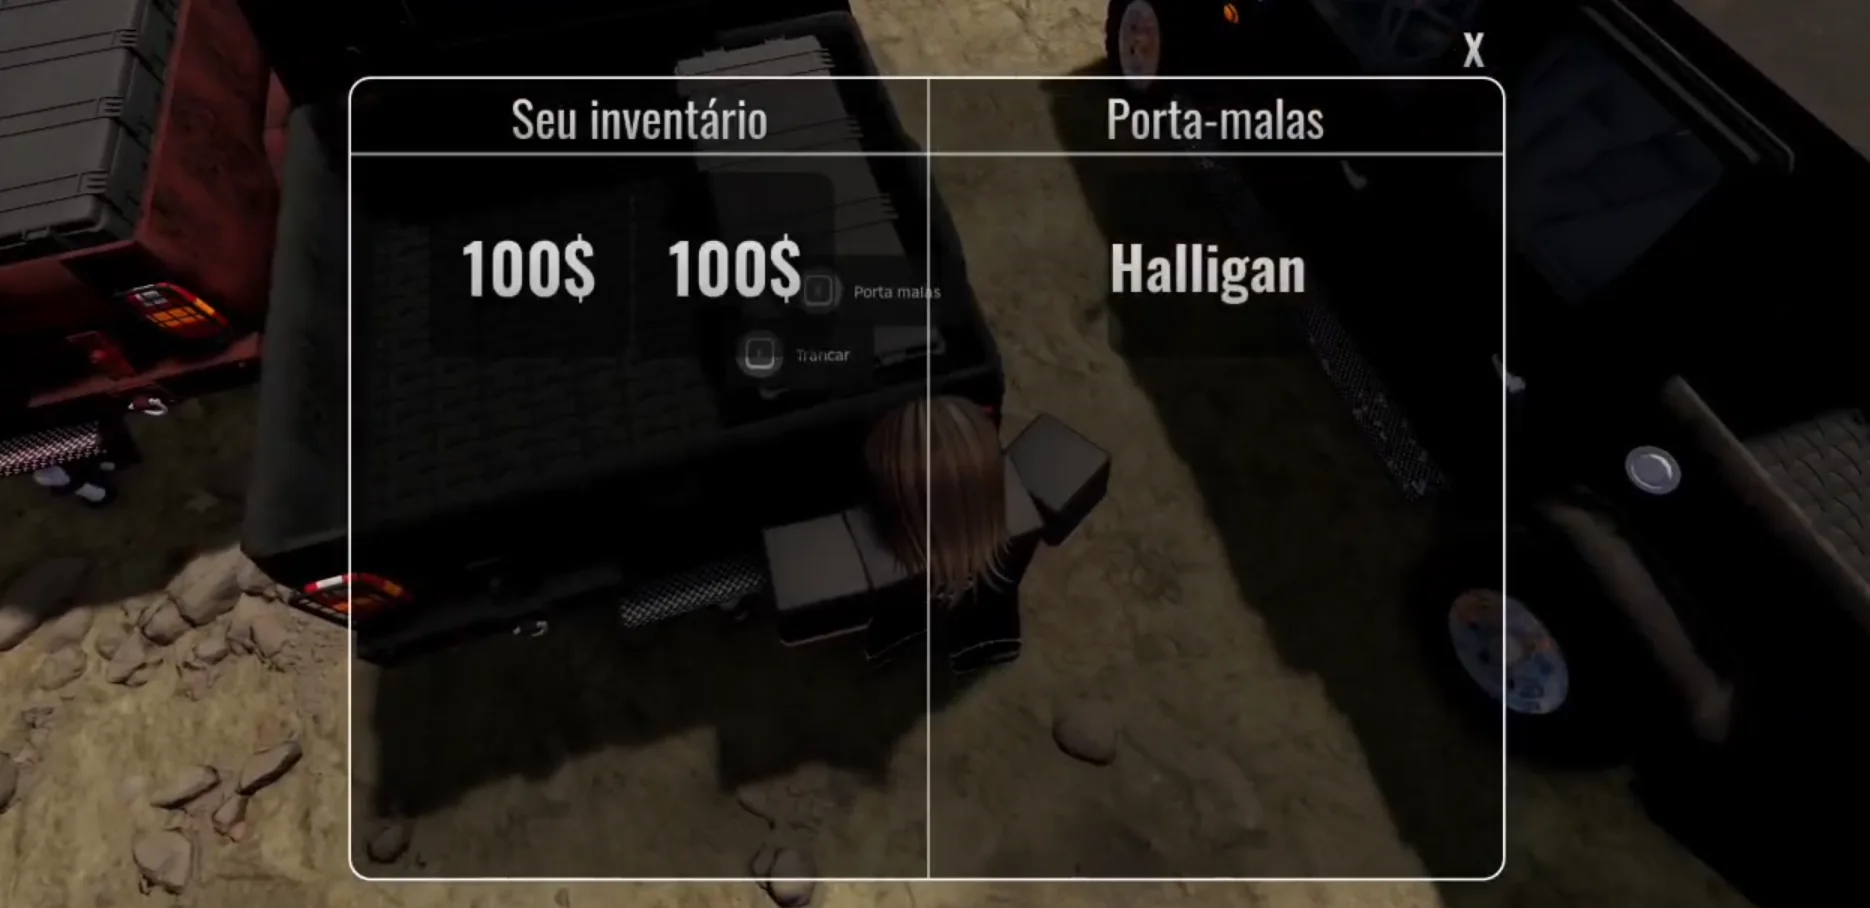 X
Seu inventário
Porta-malas
100$
100$
Halligan
Porta malas
Trancar